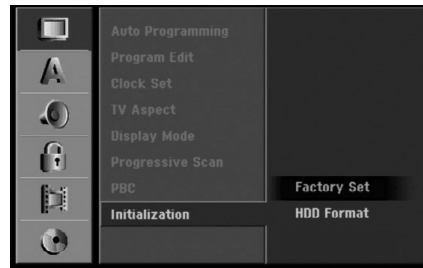 Auto Programming
Program Edit
Clock Set
TV Aspect
Display Mode
Progressive Scan
PBC
Initialization
Factory Set
HDD Format